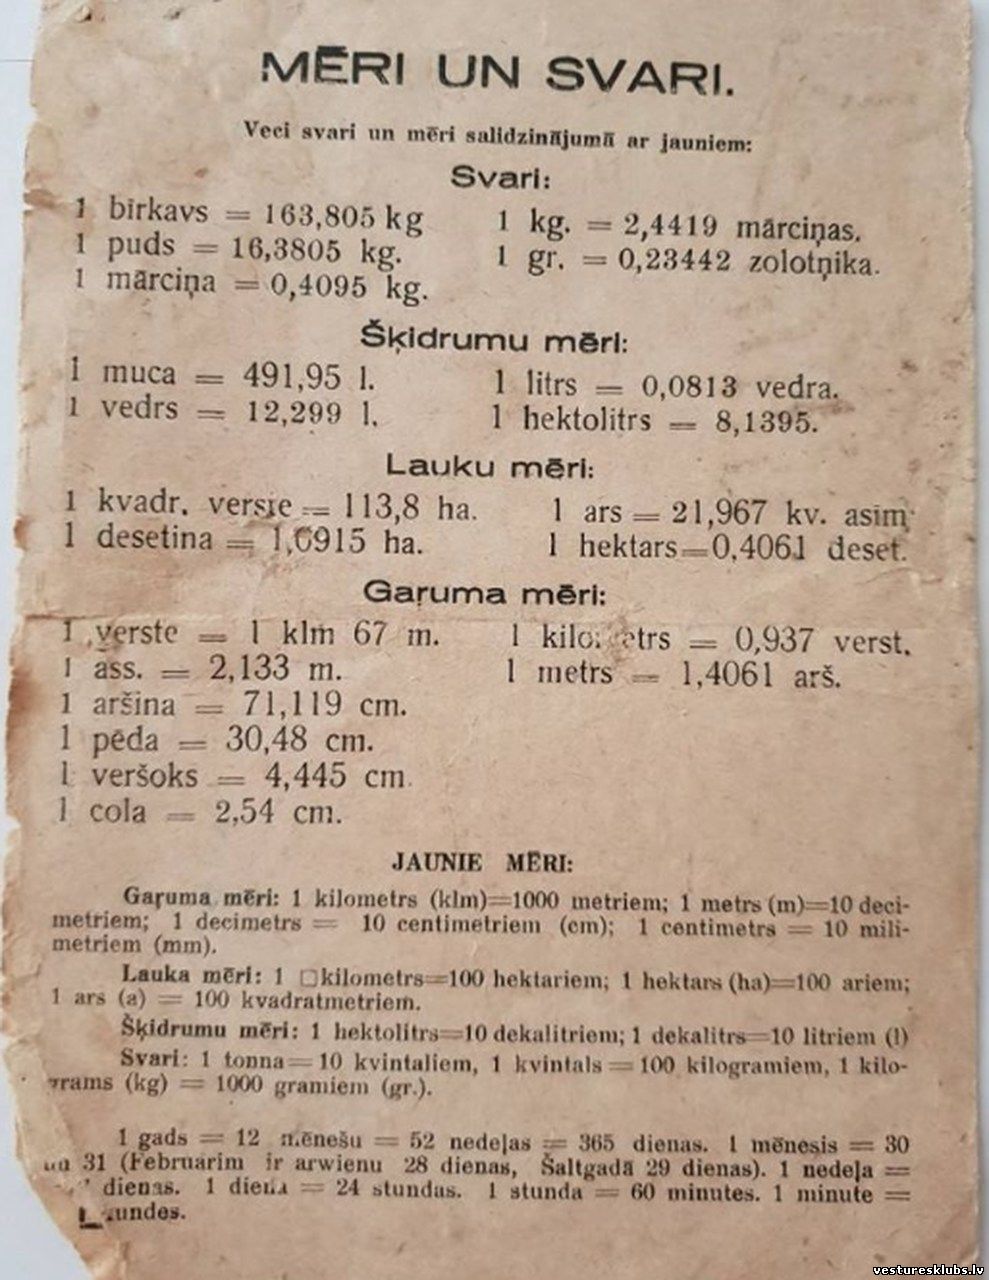 MĒRI UN SVARI.
Veci svari un mēri salidzinājumā ar jauniem:
Svari:
1 birkavs = 163,805 kg
1 puds = 16,3805 kg.
1 mārciņa = 0,4095 kg.
1 kg. = 2,4419 mārciņas.
1 gr. = 0,23442 zolotņika.
Šķidrumu mēri:
1 muca = 491,95 l.
1 vedrs = 12,299 l.
1 litrs = 0,0813 vedra.
1 hektolitrs = 8,1395.
Lauku mēri:
1 kvadr. verste = 113,8 ha.
1 desetina = 1,0915 ha.
1 ars = 21,967 kv. asim
1 hektars = 0,4061 deset.
Gaŗuma mēri:
1 verste = 1 klm 67 m.
1 ass. = 2,133 m.
1 aršina = 71,119 cm.
1 pēda = 30,48 cm.
1 veršoks = 4,445 cm.
1 cola = 2,54 cm.
1 = 0,937 verst.
1 metrs = 1,4061 arš.
JAUNIE MĒRI:
Gaŗuma mēri: 1 kilometrs (klm)=1000 metriem; 1 metrs (m)=10 deci-
metriem; 1 decimetrs = 10 centimetriem (cm); 1 centimetrs = 10 mili-
metriem (mm).
Lauka mēri: 1 □kilometrs=100 hektariem; 1 hektars (ha)=100 ariem;
1 ars (a) = 100 kvadratmetriem.
Šķidrumu mēri: 1 hektolitrs=10 dekalitriem; 1 dekalitrs=10 litriem (l)
Svari: 1 tonna=10 kvintaliem, 1 kvintals=100 kilogramiem, 1 kilo-
grams (kg) = 1000 gramiem (gr.).
1 gads = 12 mēnešu = 52 nedeļas = 365 dienas. 1 mēnesis = 30
31 (Februarim ir arwienu 28 dienas, Šaltgadā 29 dienas). 1 nedeļa =
dienas. 1 diena = 24 stundas. 1 stunda = 60 minutes. 1 minute =
vesturesklubs.lv